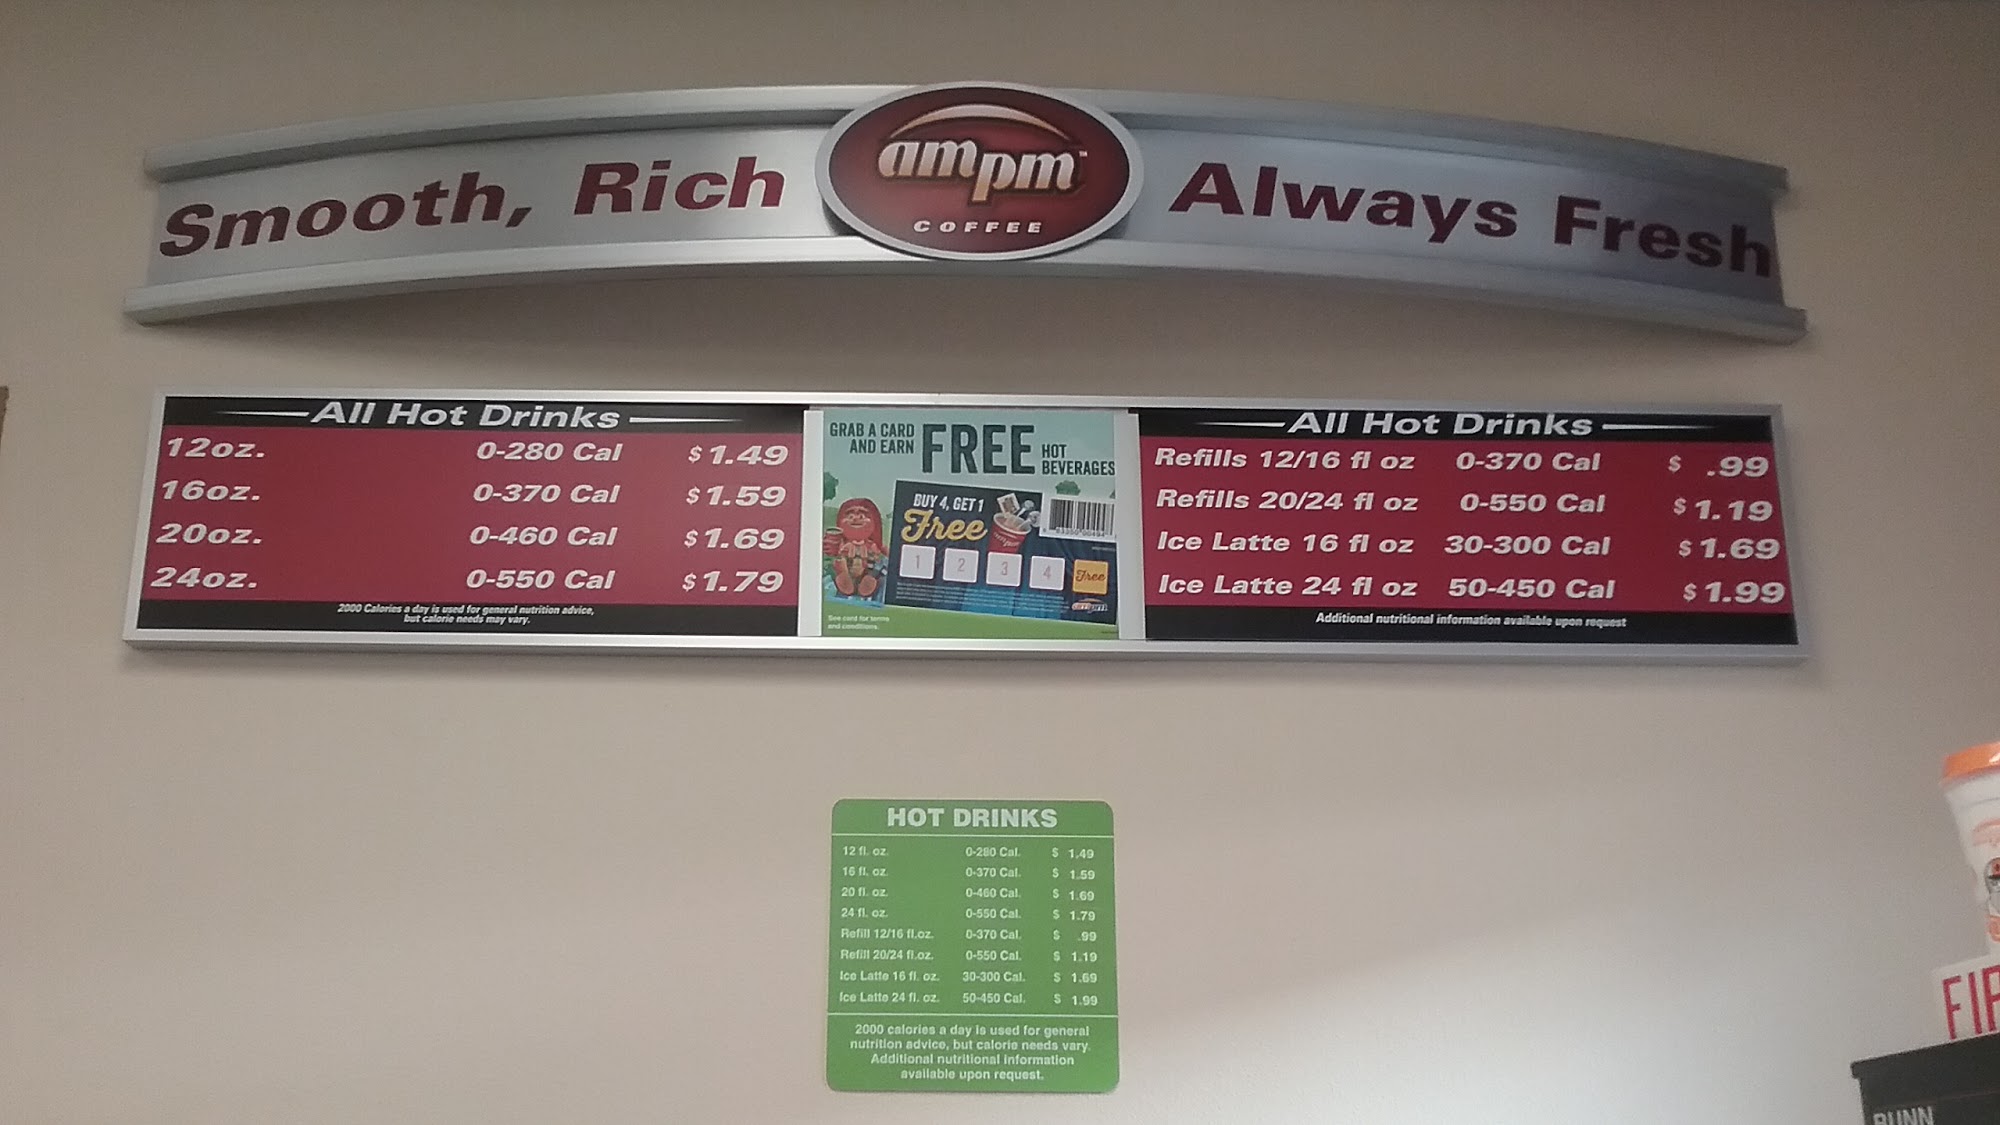 Smooth, Rich
ampm™
COFFEE
Always Fresh
All Hot Drinks
12oz. 0-280 Cal $1.49
16oz. 0-370 Cal $1.59
20oz. 0-460 Cal $1.69
24oz. 0-550 Cal $1.79
2000 Calories a day is used for general nutrition advice,
but calorie needs may vary.
GRAB A CARD
AND EARN
FREE
HOT
BEVERAGES
BUY 4, GET 1
Free
1 2 3 4 Free
ampm
See card for terms
and conditions.
All Hot Drinks
Refills 12/16 fl oz 0-370 Cal $ .99
Refills 20/24 fl oz 0-550 Cal $1.19
Ice Latte 16 fl oz 30-300 Cal $1.69
Ice Latte 24 fl oz 50-450 Cal $1.99
Additional nutritional information available upon request
HOT DRINKS
12 fl. oz. 0-280 Cal. $ 1.49
16 fl. oz. 0-370 Cal. $ 1.59
20 fl. oz. 0-460 Cal. $ 1.69
24 fl. oz. 0-550 Cal. $ 1.79
Refill 12/16 fl.oz. 0-370 Cal. $ .99
Refill 20/24 fl.oz. 0-550 Cal. $ 1.19
Ice Latte 16 fl. oz. 30-300 Cal. $ 1.69
Ice Latte 24 fl. oz. 50-450 Cal. $ 1.99
2000 calories a day is used for general
nutrition advice, but calorie needs vary.
Additional nutritional information
available upon request.
BUNN